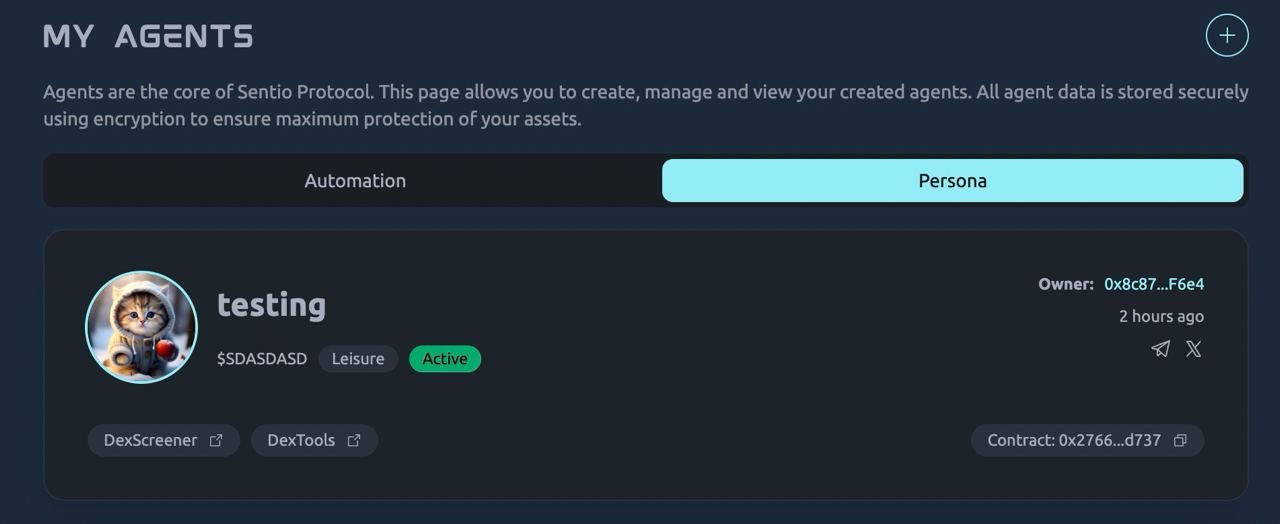 MY AGENTS
Agents are the core of Sentio Protocol. This page allows you to create, manage and view your created agents. All agent data is stored securely
using encryption to ensure maximum protection of your assets.
Automation
Persona
testing
$SDASDASD Leisure Active
Owner: 0x8c87...F6e4
2 hours ago
DexScreener
DexTools
Contract: 0x2766...d737